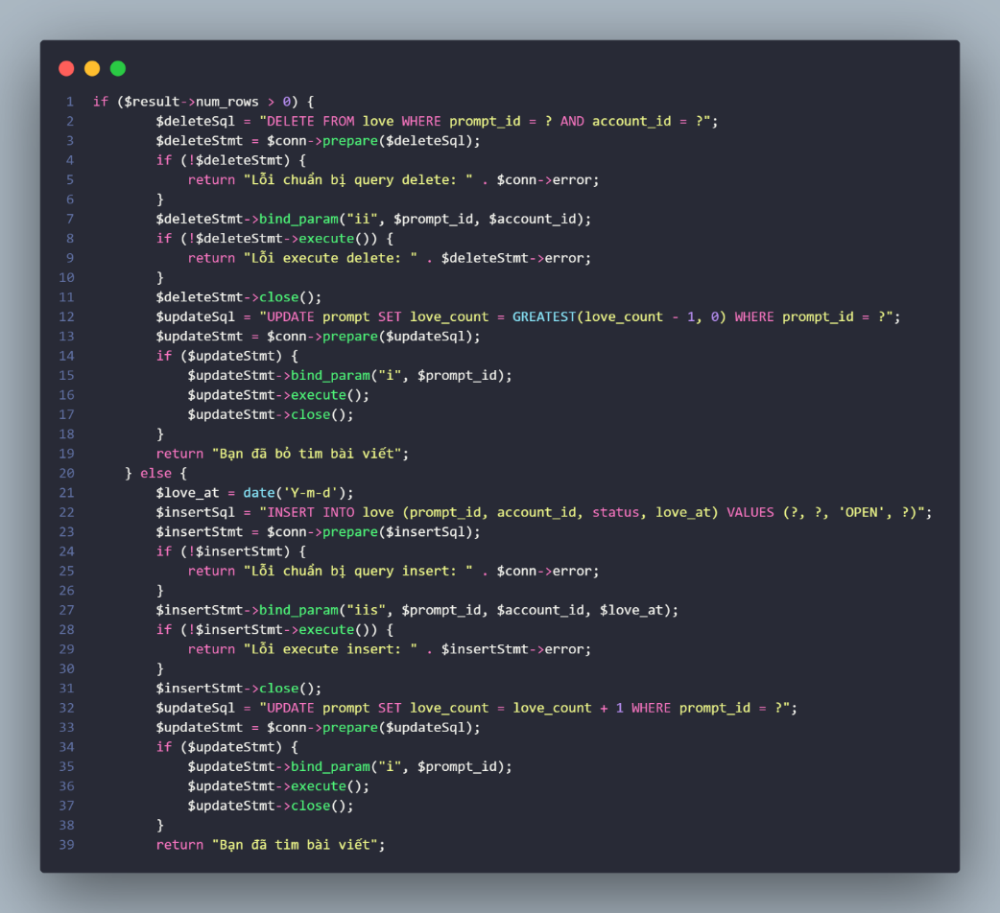 1 if ($result->num_rows > 0) {
2 $deleteSql = "DELETE FROM love WHERE prompt_id = ? AND account_id = ?";
3 $deleteStmt = $conn->prepare($deleteSql);
4 if (!$deleteStmt) {
5 return "Lỗi chuẩn bị query delete: " . $conn->error;
6 }
7 $deleteStmt->bind_param("ii", $prompt_id, $account_id);
8 if (!$deleteStmt->execute()) {
9 return "Lỗi execute delete: " . $deleteStmt->error;
10 }
11 $deleteStmt->close();
12 $updateSql = "UPDATE prompt SET love_count = GREATEST(love_count - 1, 0) WHERE prompt_id = ?";
13 $updateStmt = $conn->prepare($updateSql);
14 if ($updateStmt) {
15 $updateStmt->bind_param("i", $prompt_id);
16 $updateStmt->execute();
17 $updateStmt->close();
18 }
19 return "Bạn đã bỏ tim bài viết";
20 } else {
21 $love_at = date('Y-m-d');
22 $insertSql = "INSERT INTO love (prompt_id, account_id, status, love_at) VALUES (?, ?, 'OPEN', ?)";
23 $insertStmt = $conn->prepare($insertSql);
24 if (!$insertStmt) {
25 return "Lỗi chuẩn bị query insert: " . $conn->error;
26 }
27 $insertStmt->bind_param("iis", $prompt_id, $account_id, $love_at);
28 if (!$insertStmt->execute()) {
29 return "Lỗi execute insert: " . $insertStmt->error;
30 }
31 $insertStmt->close();
32 $updateSql = "UPDATE prompt SET love_count = love_count + 1 WHERE prompt_id = ?";
33 $updateStmt = $conn->prepare($updateSql);
34 if ($updateStmt) {
35 $updateStmt->bind_param("i", $prompt_id);
36 $updateStmt->execute();
37 $updateStmt->close();
38 }
39 return "Bạn đã tim bài viết";